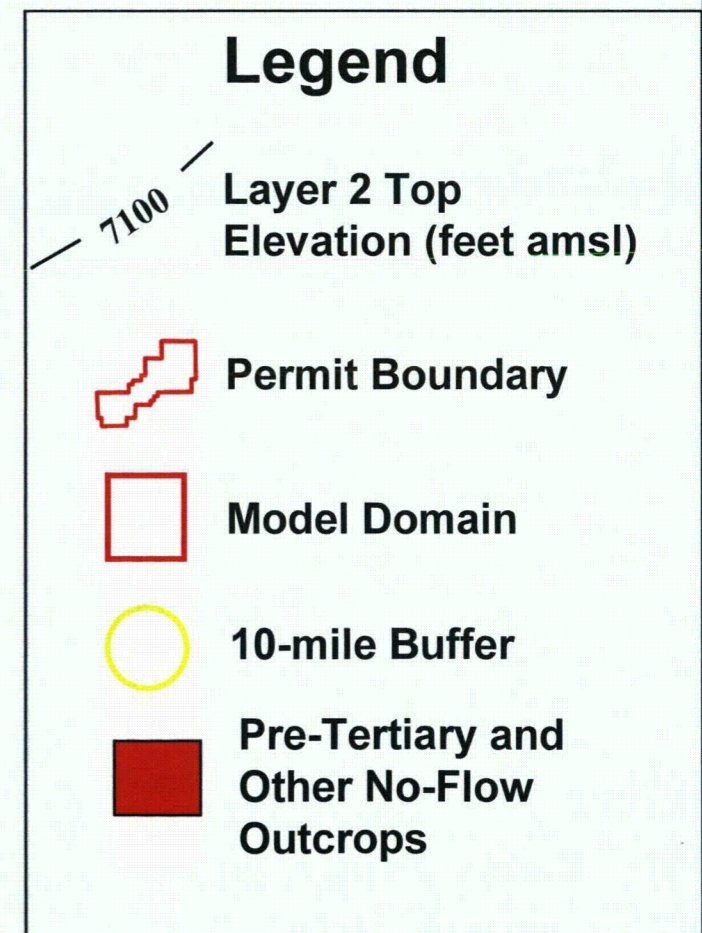 Legend
7100
Layer 2 Top
Elevation (feet amsl)
Permit Boundary
Model Domain
10-mile Buffer
Pre-Tertiary and
Other No-Flow
Outcrops